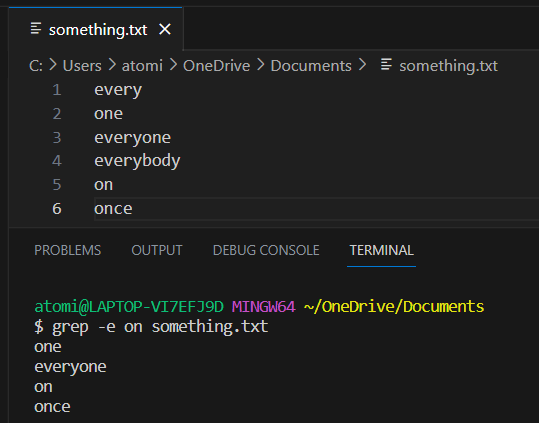 something.txt
C: > Users > atomi > OneDrive > Documents > something.txt
1 every
2 one
3 everyone
4 everybody
5 on
6 once
PROBLEMS OUTPUT DEBUG CONSOLE TERMINAL
atomi@LAPTOP-VI7EFJ9D MINGW64 ~/OneDrive/Documents
$ grep -e on something.txt
one
everyone
on
once